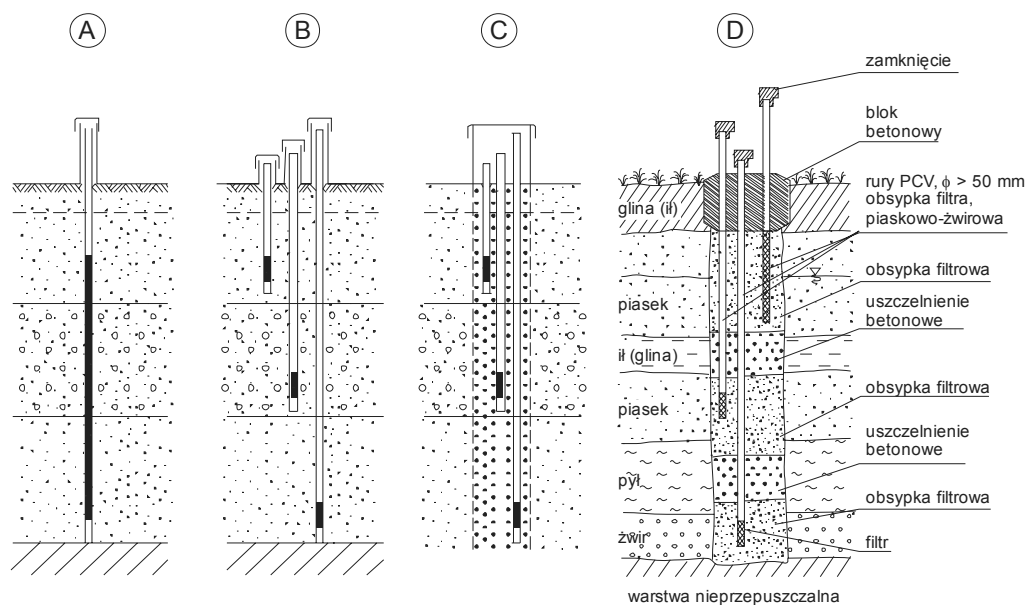 A
B
C
D
zamknięcie
blok
betonowy
rury PCV, ϕ > 50 mm
obsypka filtra,
piaskowo-żwirowa
glina (ił)
obsypka filtrowa
piasek
uszczelnienie
betonowe
ił (glina)
obsypka filtrowa
piasek
uszczelnienie
betonowe
pył
obsypka filtrowa
żwir
filtr
warstwa nieprzepuszczalna